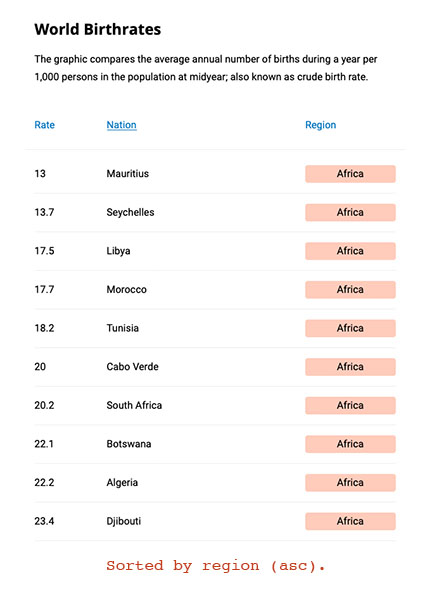 World Birthrates
The graphic compares the average annual number of births during a year per
1,000 persons in the population at midyear; also known as crude birth rate.
Rate Nation Region
13 Mauritius Africa
13.7 Seychelles Africa
17.5 Libya Africa
17.7 Morocco Africa
18.2 Tunisia Africa
20 Cabo Verde Africa
20.2 South Africa Africa
22.1 Botswana Africa
22.2 Algeria Africa
23.4 Djibouti Africa
Sorted by region (asc).